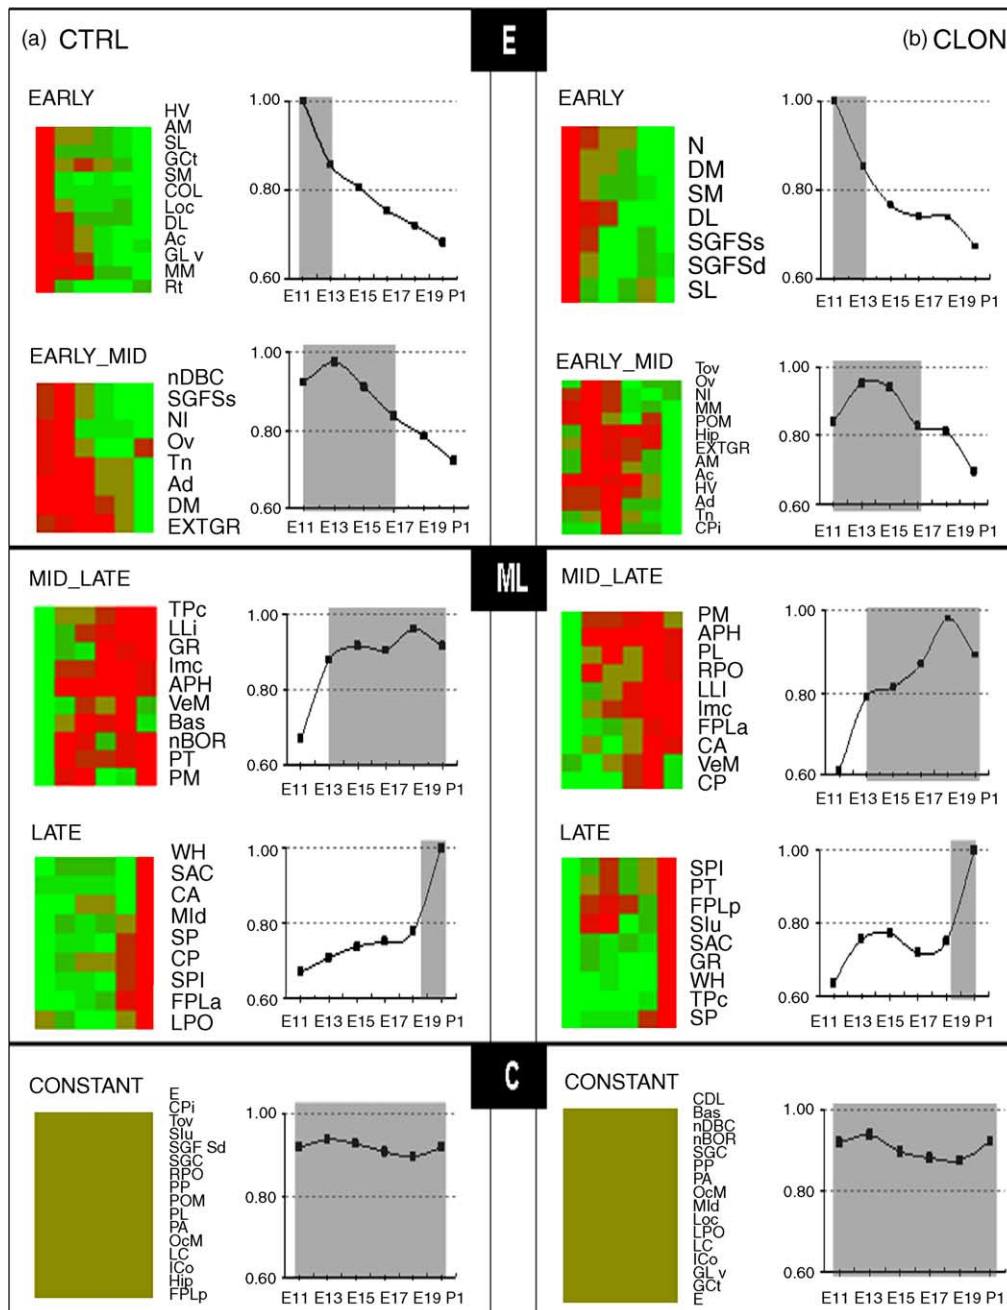 (a) CTRL
E
(b) CLON
EARLY
HV
AM
SL
GCt
SM
COL
Loc
DL
Ac
GL v
MM
Rt
1.00
0.80
0.60
E11 E13 E15 E17 E19 P1
EARLY
N
DM
SM
DL
SGFSs
SGFSd
SL
1.00
0.80
0.60
E11 E13 E15 E17 E19 P1
EARLY_MID
nDBC
SGFSs
NI
Ov
Tn
Ad
DM
EXTGR
1.00
0.80
0.60
E11 E13 E15 E17 E19 P1
EARLY_MID
Tov
Ov
NI
MM
POM
Hip
EXTGR
AM
Ac
HV
Ad
Tn
CPi
1.00
0.80
0.60
E11 E13 E15 E17 E19 P1
ML
MID_LATE
TPc
LLi
GR
Imc
APH
VeM
Bas
nBOR
PT
PM
1.00
0.80
0.60
E11 E13 E15 E17 E19 P1
MID_LATE
PM
APH
PL
RPO
LLI
Imc
FPLa
CA
VeM
CP
1.00
0.80
0.60
E11 E13 E15 E17 E19 P1
LATE
WH
SAC
CA
MId
SP
CP
SPI
FPLa
LPO
1.00
0.80
0.60
E11 E13 E15 E17 E19 P1
LATE
SPI
PT
FPLp
Slu
SAC
GR
WH
TPc
SP
1.00
0.80
0.60
E11 E13 E15 E17 E19 P1
C
CONSTANT
E
CPi
Tov
Slu
SGF Sd
SGC
RPO
PP
POM
PL
PA
OcM
LC
ICo
Hip
FPLp
1.00
0.80
0.60
E11 E13 E15 E17 E19 P1
CONSTANT
CDL
Bas
nDBC
nBOR
SGC
PP
PA
OcM
MId
Loc
LPO
LC
ICo
GL v
GCt
E
1.00
0.80
0.60
E11 E13 E15 E17 E19 P1